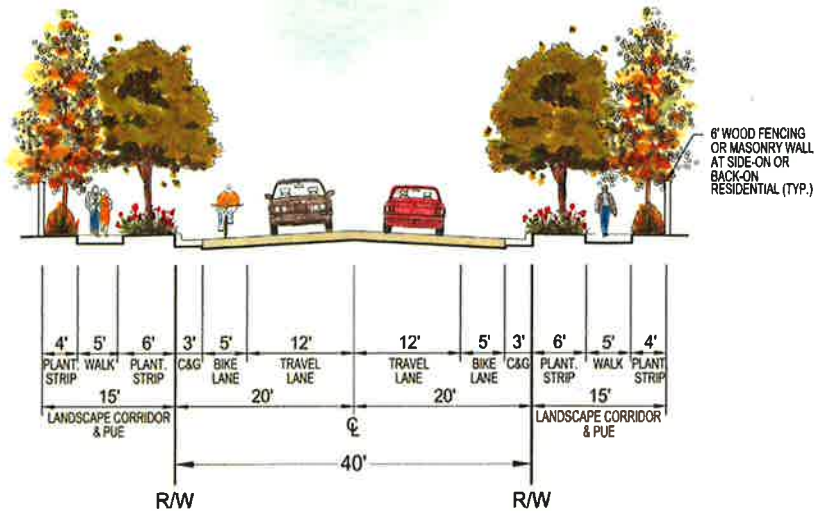 6' WOOD FENCING
OR MASONRY WALL
AT SIDE-ON OR
BACK-ON
RESIDENTIAL (TYP.)
4' 5' 6' 3' 5' 12' 12' 5' 3' 6' 5' 4'
PLANT. WALK PLANT. C&G BIKE TRAVEL TRAVEL BIKE C&G PLANT. WALK PLANT.
STRIP STRIP LANE LANE LANE LANE STRIP STRIP
15' 20' 20' 15'
LANDSCAPE CORRIDOR LANDSCAPE CORRIDOR
& PUE ℄ & PUE
40'
R/W R/W